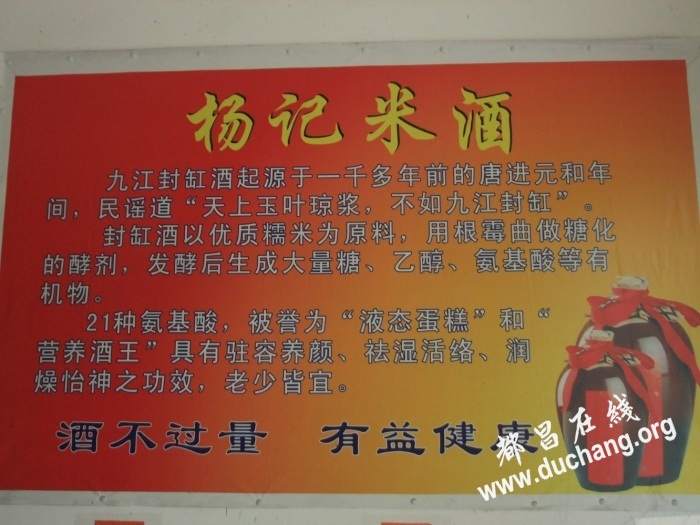 杨记米酒
九江封缸酒起源于一千多年前的唐进元和年
间，民谣道“天上玉叶琼浆，不如九江封缸”。
封缸酒以优质糯米为原料，用根霉曲做糖化
的酵剂，发酵后生成大量糖、乙醇、氨基酸等有
机物。
21种氨基酸，被誉为“液态蛋糕”和“
营养酒王”具有驻容养颜、祛湿活络、润
燥怡神之功效，老少皆宜。
酒不过量 有益健康
都昌在线
www.duchang.org